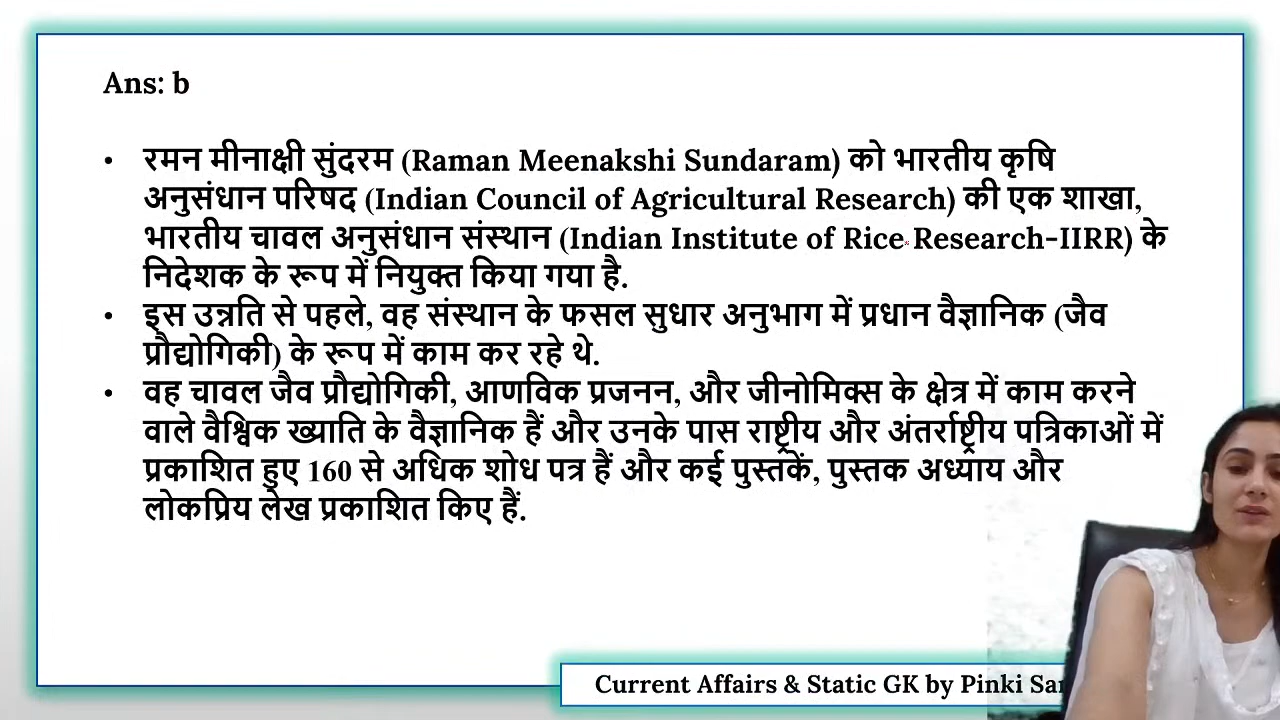 Ans: b
• रमन मीनाक्षी सुंदरम (Raman Meenakshi Sundaram) को भारतीय कृषि
अनुसंधान परिषद (Indian Council of Agricultural Research) की एक शाखा,
भारतीय चावल अनुसंधान संस्थान (Indian Institute of Rice Research-IIRR) के
निदेशक के रूप में नियुक्त किया गया है.
• इस उन्नति से पहले, वह संस्थान के फसल सुधार अनुभाग में प्रधान वैज्ञानिक (जैव
प्रौद्योगिकी) के रूप में काम कर रहे थे.
• वह चावल जैव प्रौद्योगिकी, आणविक प्रजनन, और जीनोमिक्स के क्षेत्र में काम करने
वाले वैश्विक ख्याति के वैज्ञानिक हैं और उनके पास राष्ट्रीय और अंतर्राष्ट्रीय पत्रिकाओं में
प्रकाशित हुए 160 से अधिक शोध पत्र हैं और कई पुस्तकें, पुस्तक अध्याय और
लोकप्रिय लेख प्रकाशित किए हैं.
Current Affairs & Static GK by Pinki